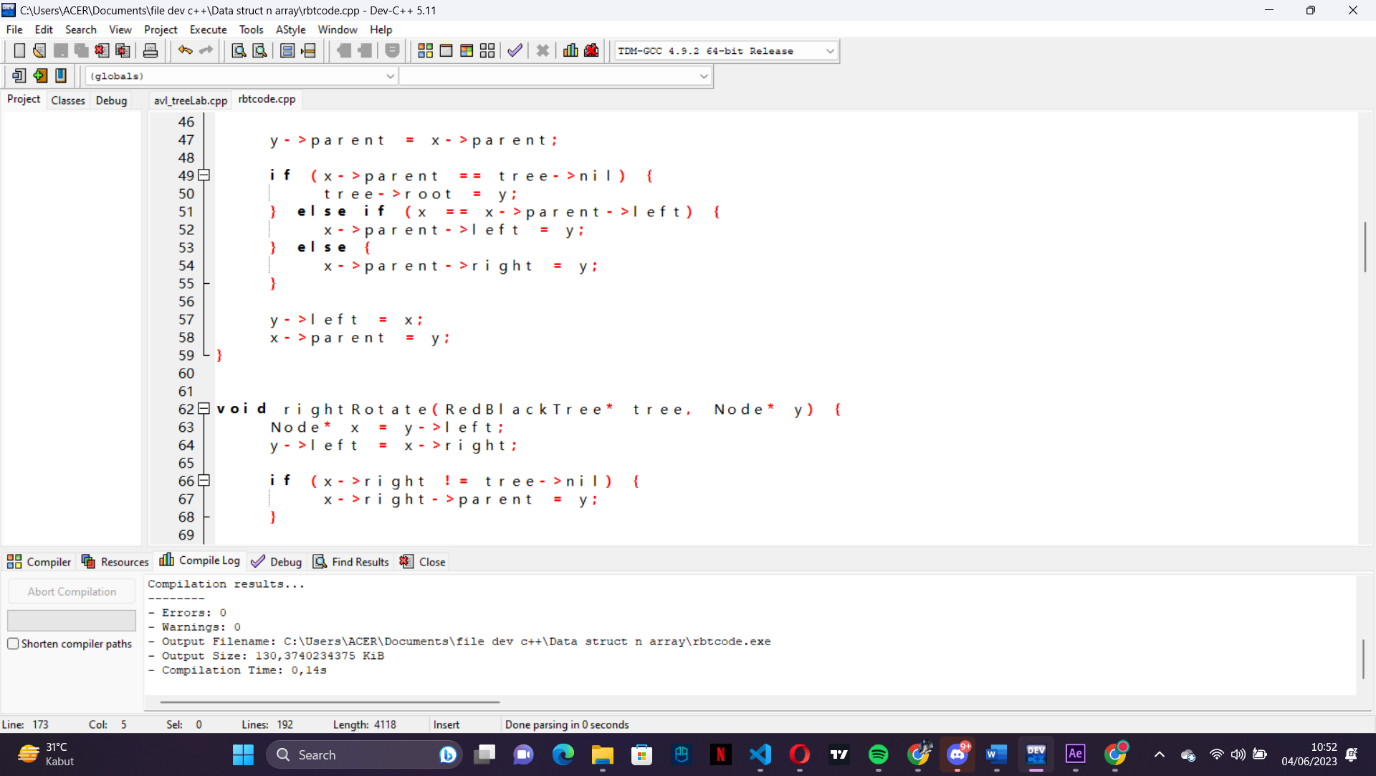 C:\Users\ACER\Documents\file dev c++\Data struct n array\rbtcode.cpp - Dev-C++ 5.11
File Edit Search View Project Execute Tools AStyle Window Help
TDM-GCC 4.9.2 64-bit Release
(globals)
Project Classes Debug avl_treeLab.cpp rbtcode.cpp
46
47 y->parent = x->parent;
48
49 if (x->parent == tree->nil) {
50 tree->root = y;
51 } else if (x == x->parent->left) {
52 x->parent->left = y;
53 } else {
54 x->parent->right = y;
55 }
56
57 y->left = x;
58 x->parent = y;
59 }
60
61
62 void rightRotate(RedBlackTree* tree, Node* y) {
63 Node* x = y->left;
64 y->left = x->right;
65
66 if (x->right != tree->nil) {
67 x->right->parent = y;
68 }
69
Compiler Resources Compile Log Debug Find Results Close
Abort Compilation
Shorten compiler paths
Compilation results...
--------
- Errors: 0
- Warnings: 0
- Output Filename: C:\Users\ACER\Documents\file dev c++\Data struct n array\rbtcode.exe
- Output Size: 130,3740234375 KiB
- Compilation Time: 0,14s
Line: 173 Col: 5 Sel: 0 Lines: 192 Length: 4118 Insert Done parsing in 0 seconds
31°C
Kabut
Search
9+
DEV
Ae
10:52
04/06/2023